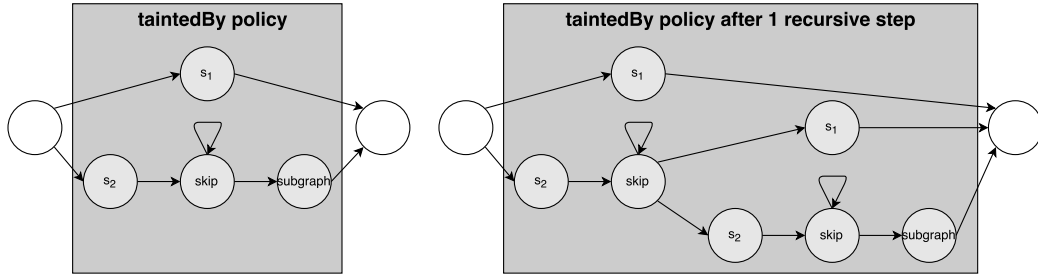 taintedBy policy
s1
s2
skip
subgraph
taintedBy policy after 1 recursive step
s1
s1
s2
skip
s2
skip
subgraph